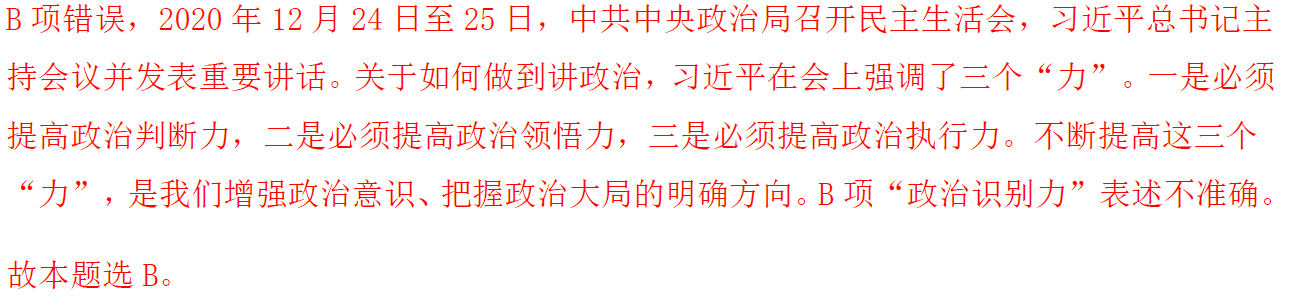 B 项错误，2020 年 12 月 24 日至 25 日，中共中央政治局召开民主生活会，习近平总书记主
持会议并发表重要讲话。关于如何做到讲政治，习近平在会上强调了三个“力”。一是必须
提高政治判断力，二是必须提高政治领悟力，三是必须提高政治执行力。不断提高这三个
“力”，是我们增强政治意识、把握政治大局的明确方向。B 项“政治识别力”表述不准确。
故本题选 B。